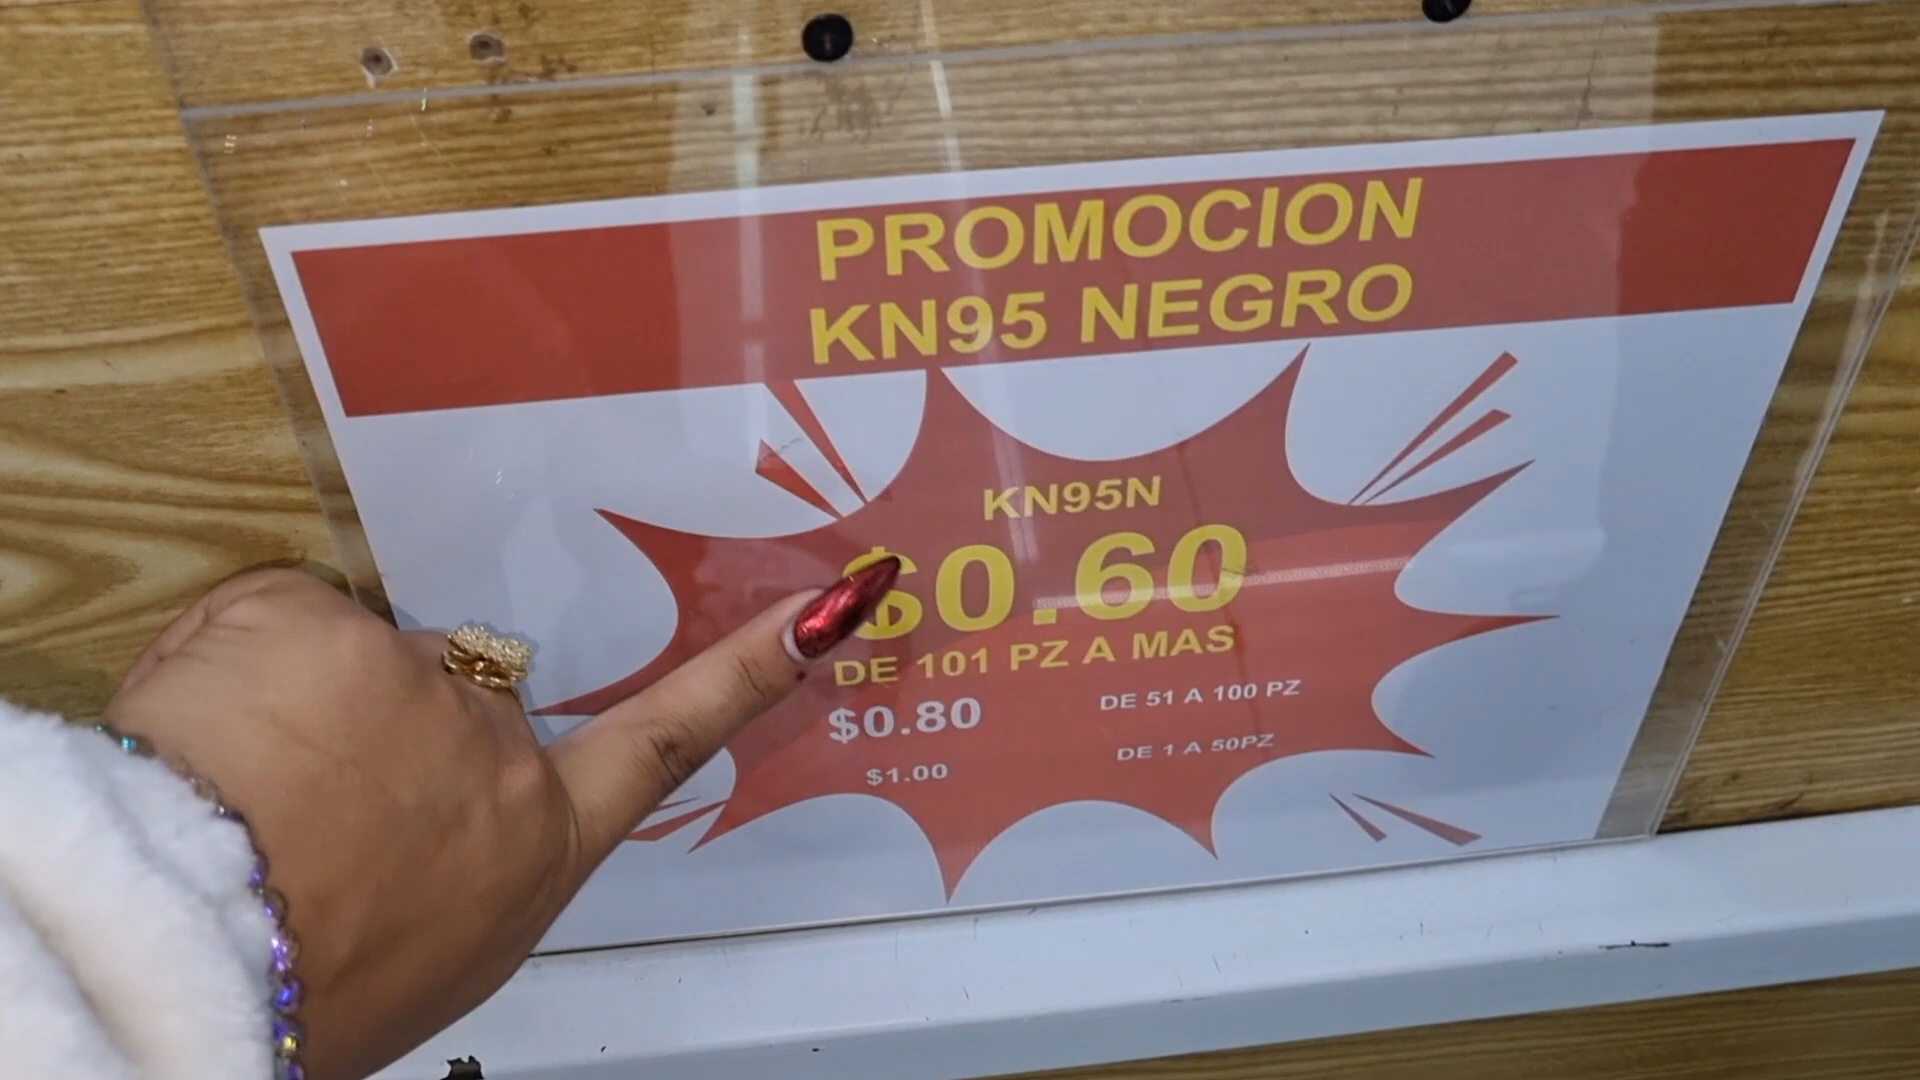 PROMOCION
KN95 NEGRO
KN95N
$0.60
DE 101 PZ A MAS
$0.80 DE 51 A 100 PZ
$1.00 DE 1 A 50PZ